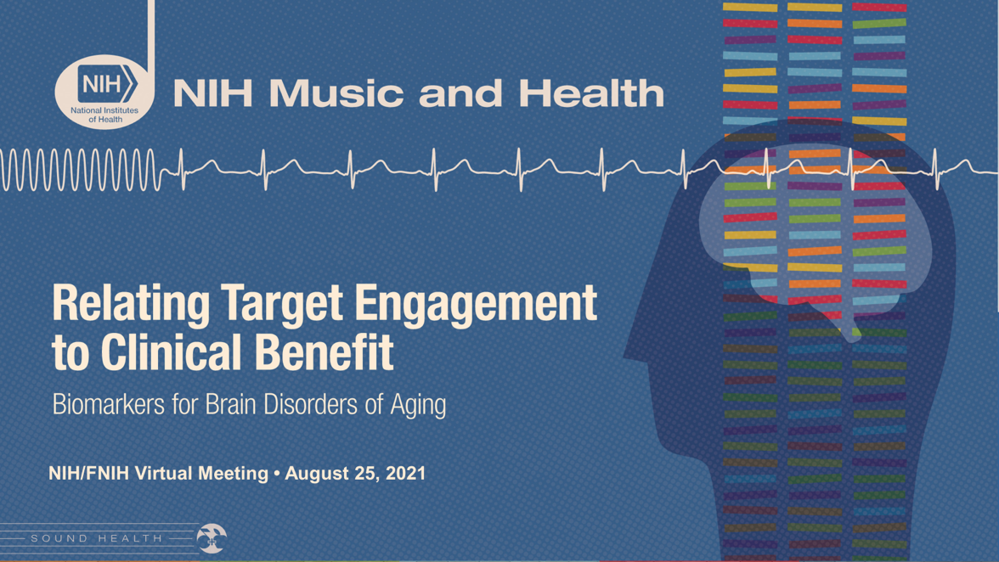 NIH
National Institutes
of Health
NIH Music and Health
Relating Target Engagement
to Clinical Benefit
Biomarkers for Brain Disorders of Aging
NIH/FNIH Virtual Meeting • August 25, 2021
SOUND HEALTH